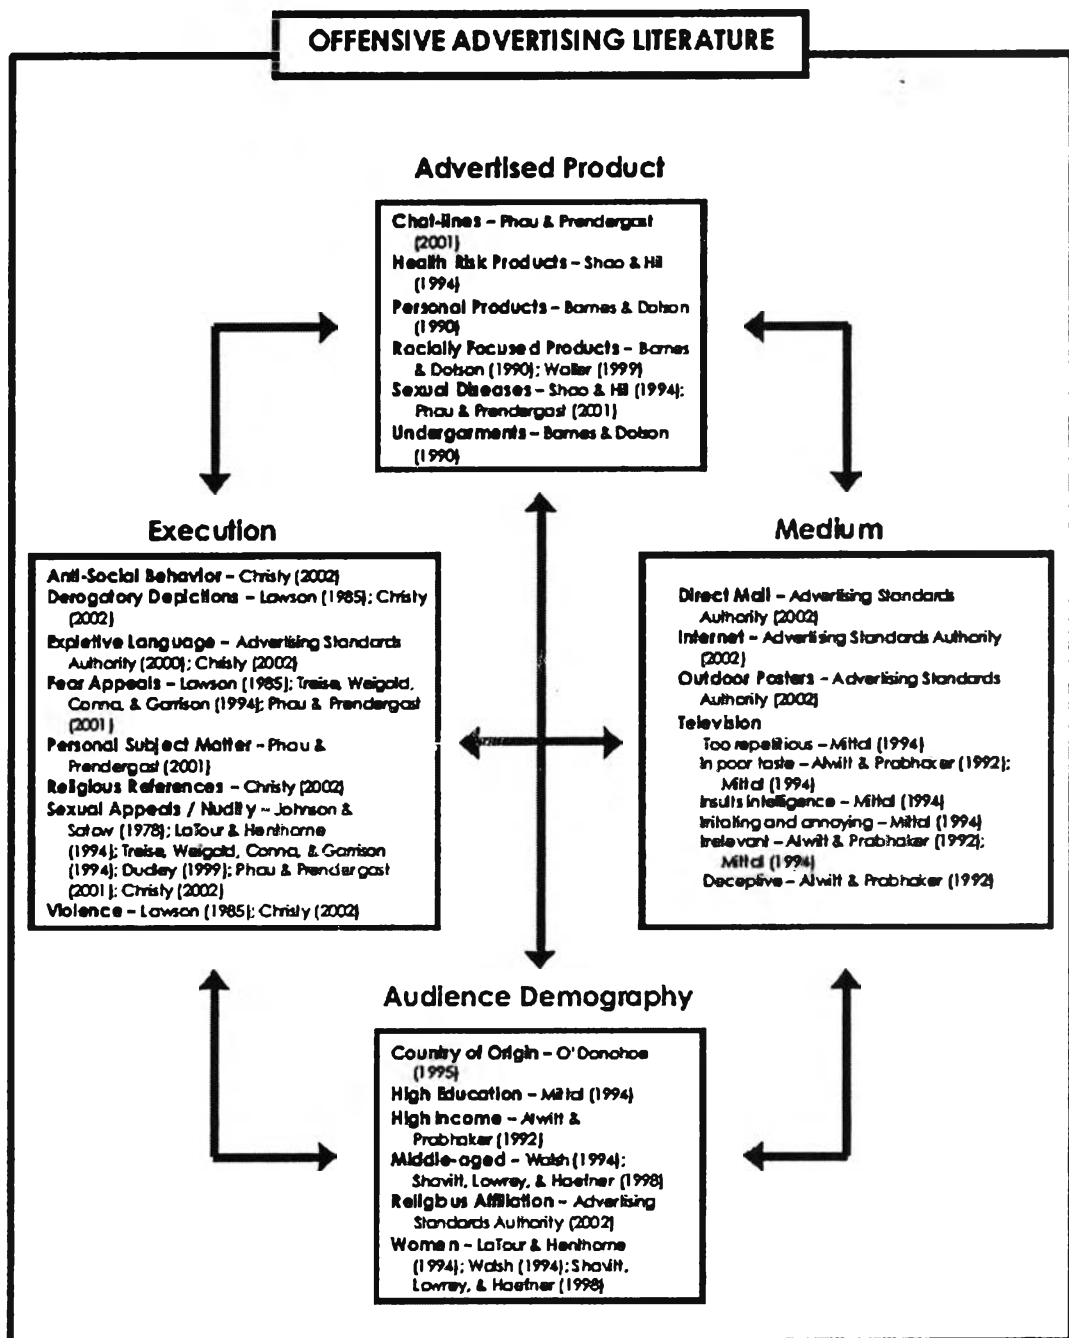 OFFENSIVE ADVERTISING LITERATURE
Advertised Product
Chat-lines – Phau & Prendergast
(2001)
Health Risk Products – Shao & Hill
(1994)
Personal Products – Barnes & Dotson
(1990)
Racially Focused Products – Barnes
& Dotson (1990); Waller (1999)
Sexual Diseases – Shao & Hill (1994);
Phau & Prendergast (2001)
Undergarments – Barnes & Dotson
(1990)
Execution
Anti-Social Behavior – Christy (2002)
Derogatory Depictions – Lawson (1985); Christy
(2002)
Expletive Language – Advertising Standards
Authority (2000); Christy (2002)
Fear Appeals – Lawson (1985); Treise, Weigold,
Conna, & Garrison (1994); Phau & Prendergast
(2001)
Personal Subject Matter – Phau &
Prendergast (2001)
Religious References – Christy (2002)
Sexual Appeals / Nudity – Johnson &
Satow (1978); LaTour & Henthorne
(1994); Treise, Weigold, Conna, & Garrison
(1994); Dudley (1999); Phau & Prendergast
(2001); Christy (2002)
Violence – Lawson (1985); Christy (2002)
Medium
Direct Mail – Advertising Standards
Authority (2002)
Internet – Advertising Standards Authority
(2002)
Outdoor Posters – Advertising Standards
Authority (2002)
Television
Too repetitious – Mittal (1994)
In poor taste – Alwitt & Prabhaker (1992);
Mittal (1994)
Insults intelligence – Mittal (1994)
Irritating and annoying – Mittal (1994)
Irrelevant – Alwitt & Prabhaker (1992);
Mittal (1994)
Deceptive – Alwitt & Prabhaker (1992)
Audience Demography
Country of Origin – O'Donohoe
(1995)
High Education – Mittal (1994)
High Income – Alwitt &
Prabhaker (1992)
Middle-aged – Walsh (1994);
Shavitt, Lowrey, & Haefner (1998)
Religious Affiliation – Advertising
Standards Authority (2002)
Women – LaTour & Henthorne
(1994); Walsh (1994); Shavitt,
Lowrey, & Haefner (1998)